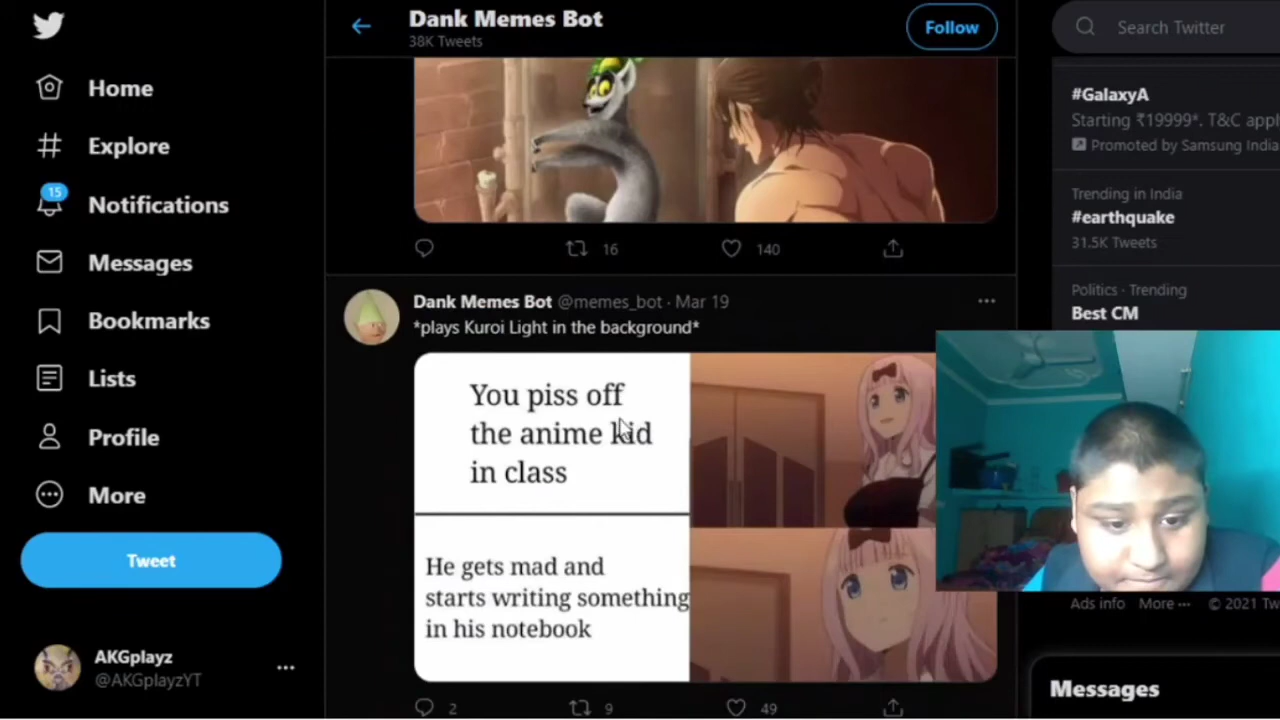 Dank Memes Bot
38K Tweets
Follow
Search Twitter
Home
Explore
15
Notifications
Messages
Bookmarks
Lists
Profile
More
Tweet
AKGplayz
@AKGplayzYT
16
140
Dank Memes Bot @memes_bot · Mar 19
*plays Kuroi Light in the background*
You piss off
the anime kid
in class
He gets mad and
starts writing something
in his notebook
2
9
49
#GalaxyA
Starting ₹19999*. T&C appl
Promoted by Samsung India
Trending in India
#earthquake
31.5K Tweets
Politics · Trending
Best CM
Ads info More ··· © 2021 Tw
Messages